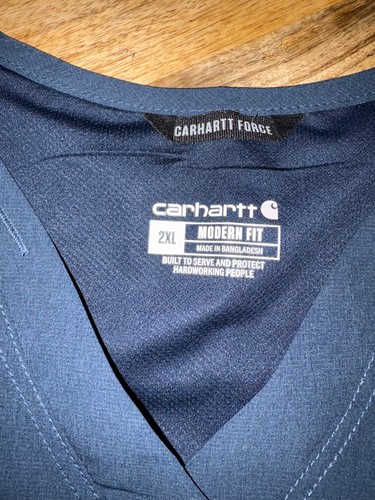 CARHARTT FORCE
carhartt
2XL MODERN FIT
MADE IN BANGLADESH
BUILT TO SERVE AND PROTECT
HARDWORKING PEOPLE